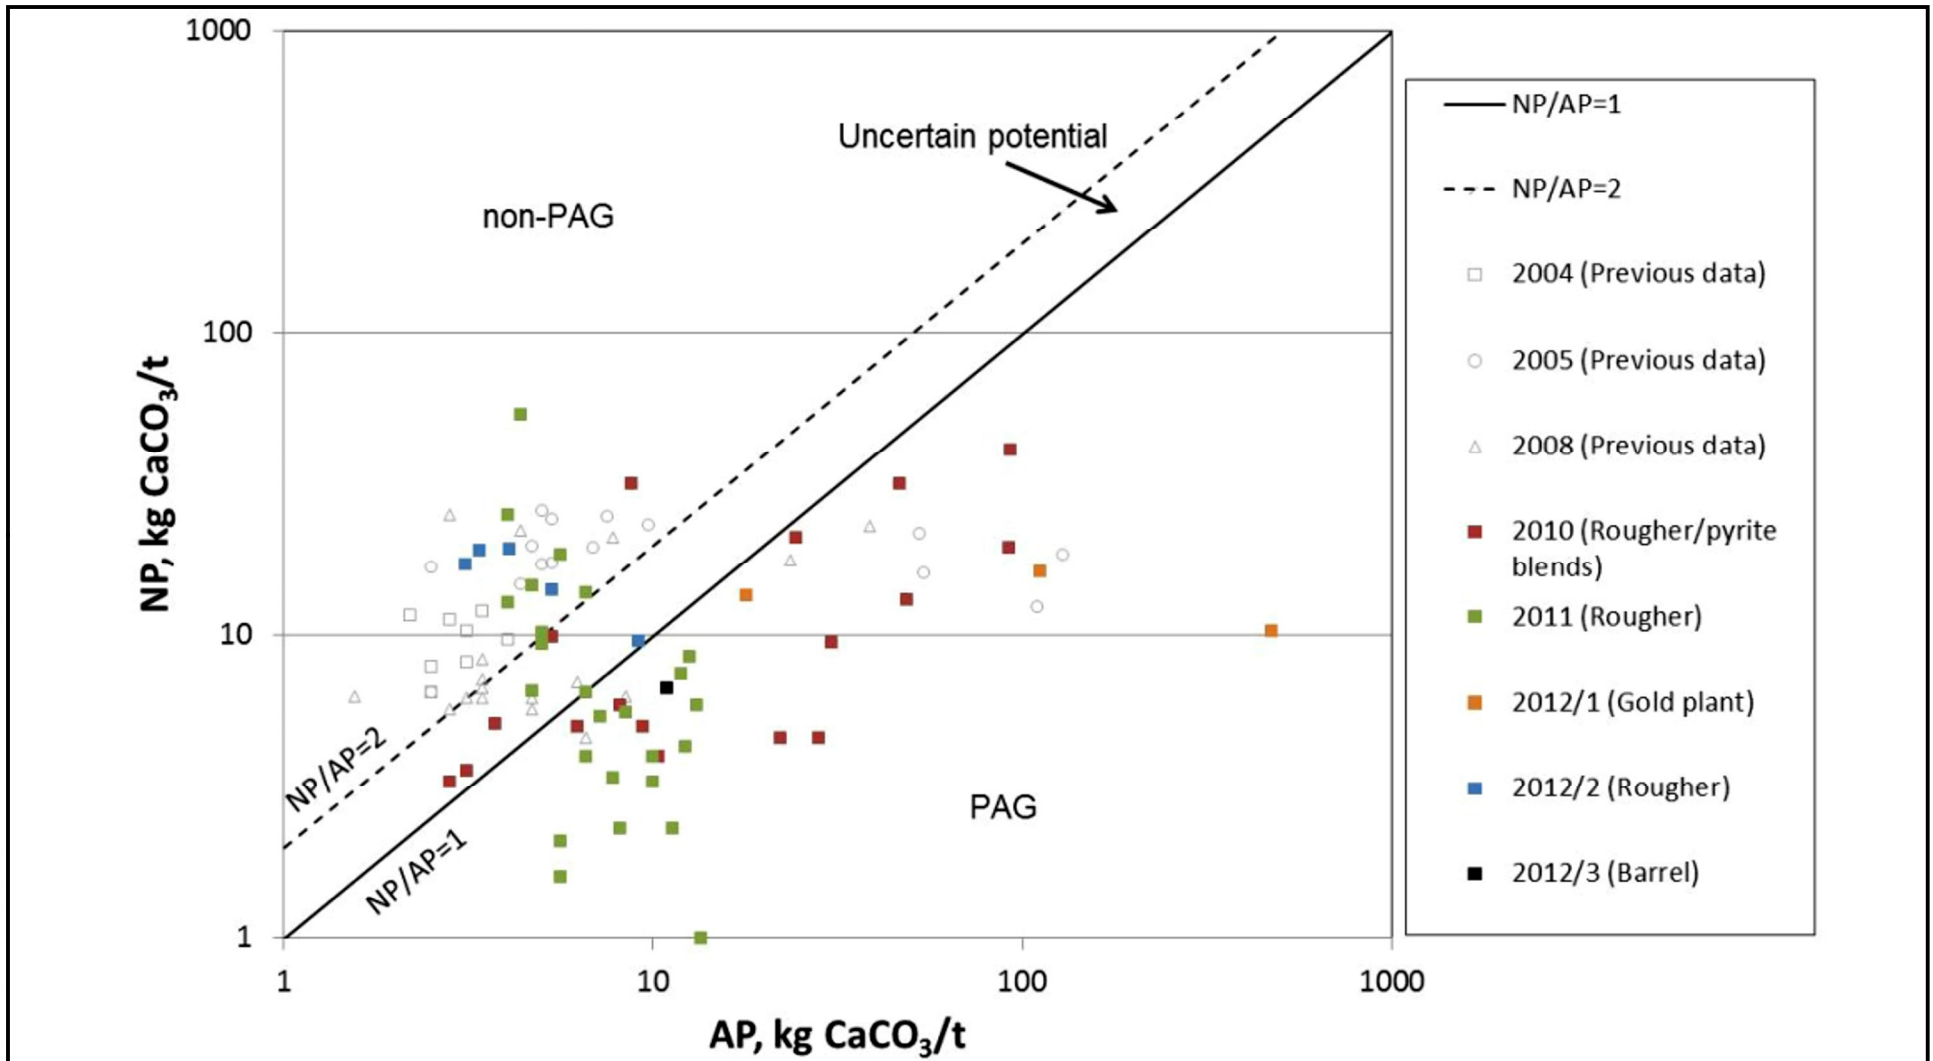 1000
100
10
1
NP, kg CaCO3/t
Uncertain potential
non-PAG
PAG
NP/AP=2
NP/AP=1
1
10
100
1000
AP, kg CaCO3/t
NP/AP=1
NP/AP=2
2004 (Previous data)
2005 (Previous data)
2008 (Previous data)
2010 (Rougher/pyrite
blends)
2011 (Rougher)
2012/1 (Gold plant)
2012/2 (Rougher)
2012/3 (Barrel)